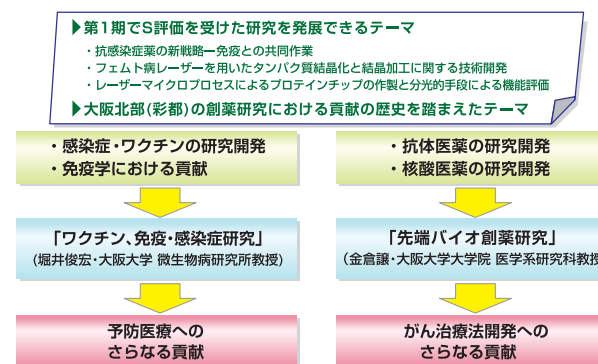 ▶第1期でS評価を受けた研究を発展できるテーマ
・抗感染症薬の新戦略ー免疫との共同作業
・フェムト病レーザーを用いたタンパク質結晶化と結晶加工に関する技術開発
・レーザーマイクロプロセスによるプロテインチップの作製と分光的手段による機能評価
▶大阪北部(彩都)の創薬研究における貢献の歴史を踏まえたテーマ
・感染症・ワクチンの研究開発
・免疫学における貢献
・抗体医薬の研究開発
・核酸医薬の研究開発
「ワクチン、免疫・感染症研究」
(堀井俊宏・大阪大学 微生物病研究所教授)
「先端バイオ創薬研究」
(金倉譲・大阪大学大学院 医学系研究科教授
予防医療への
さらなる貢献
がん治療法開発への
さらなる貢献